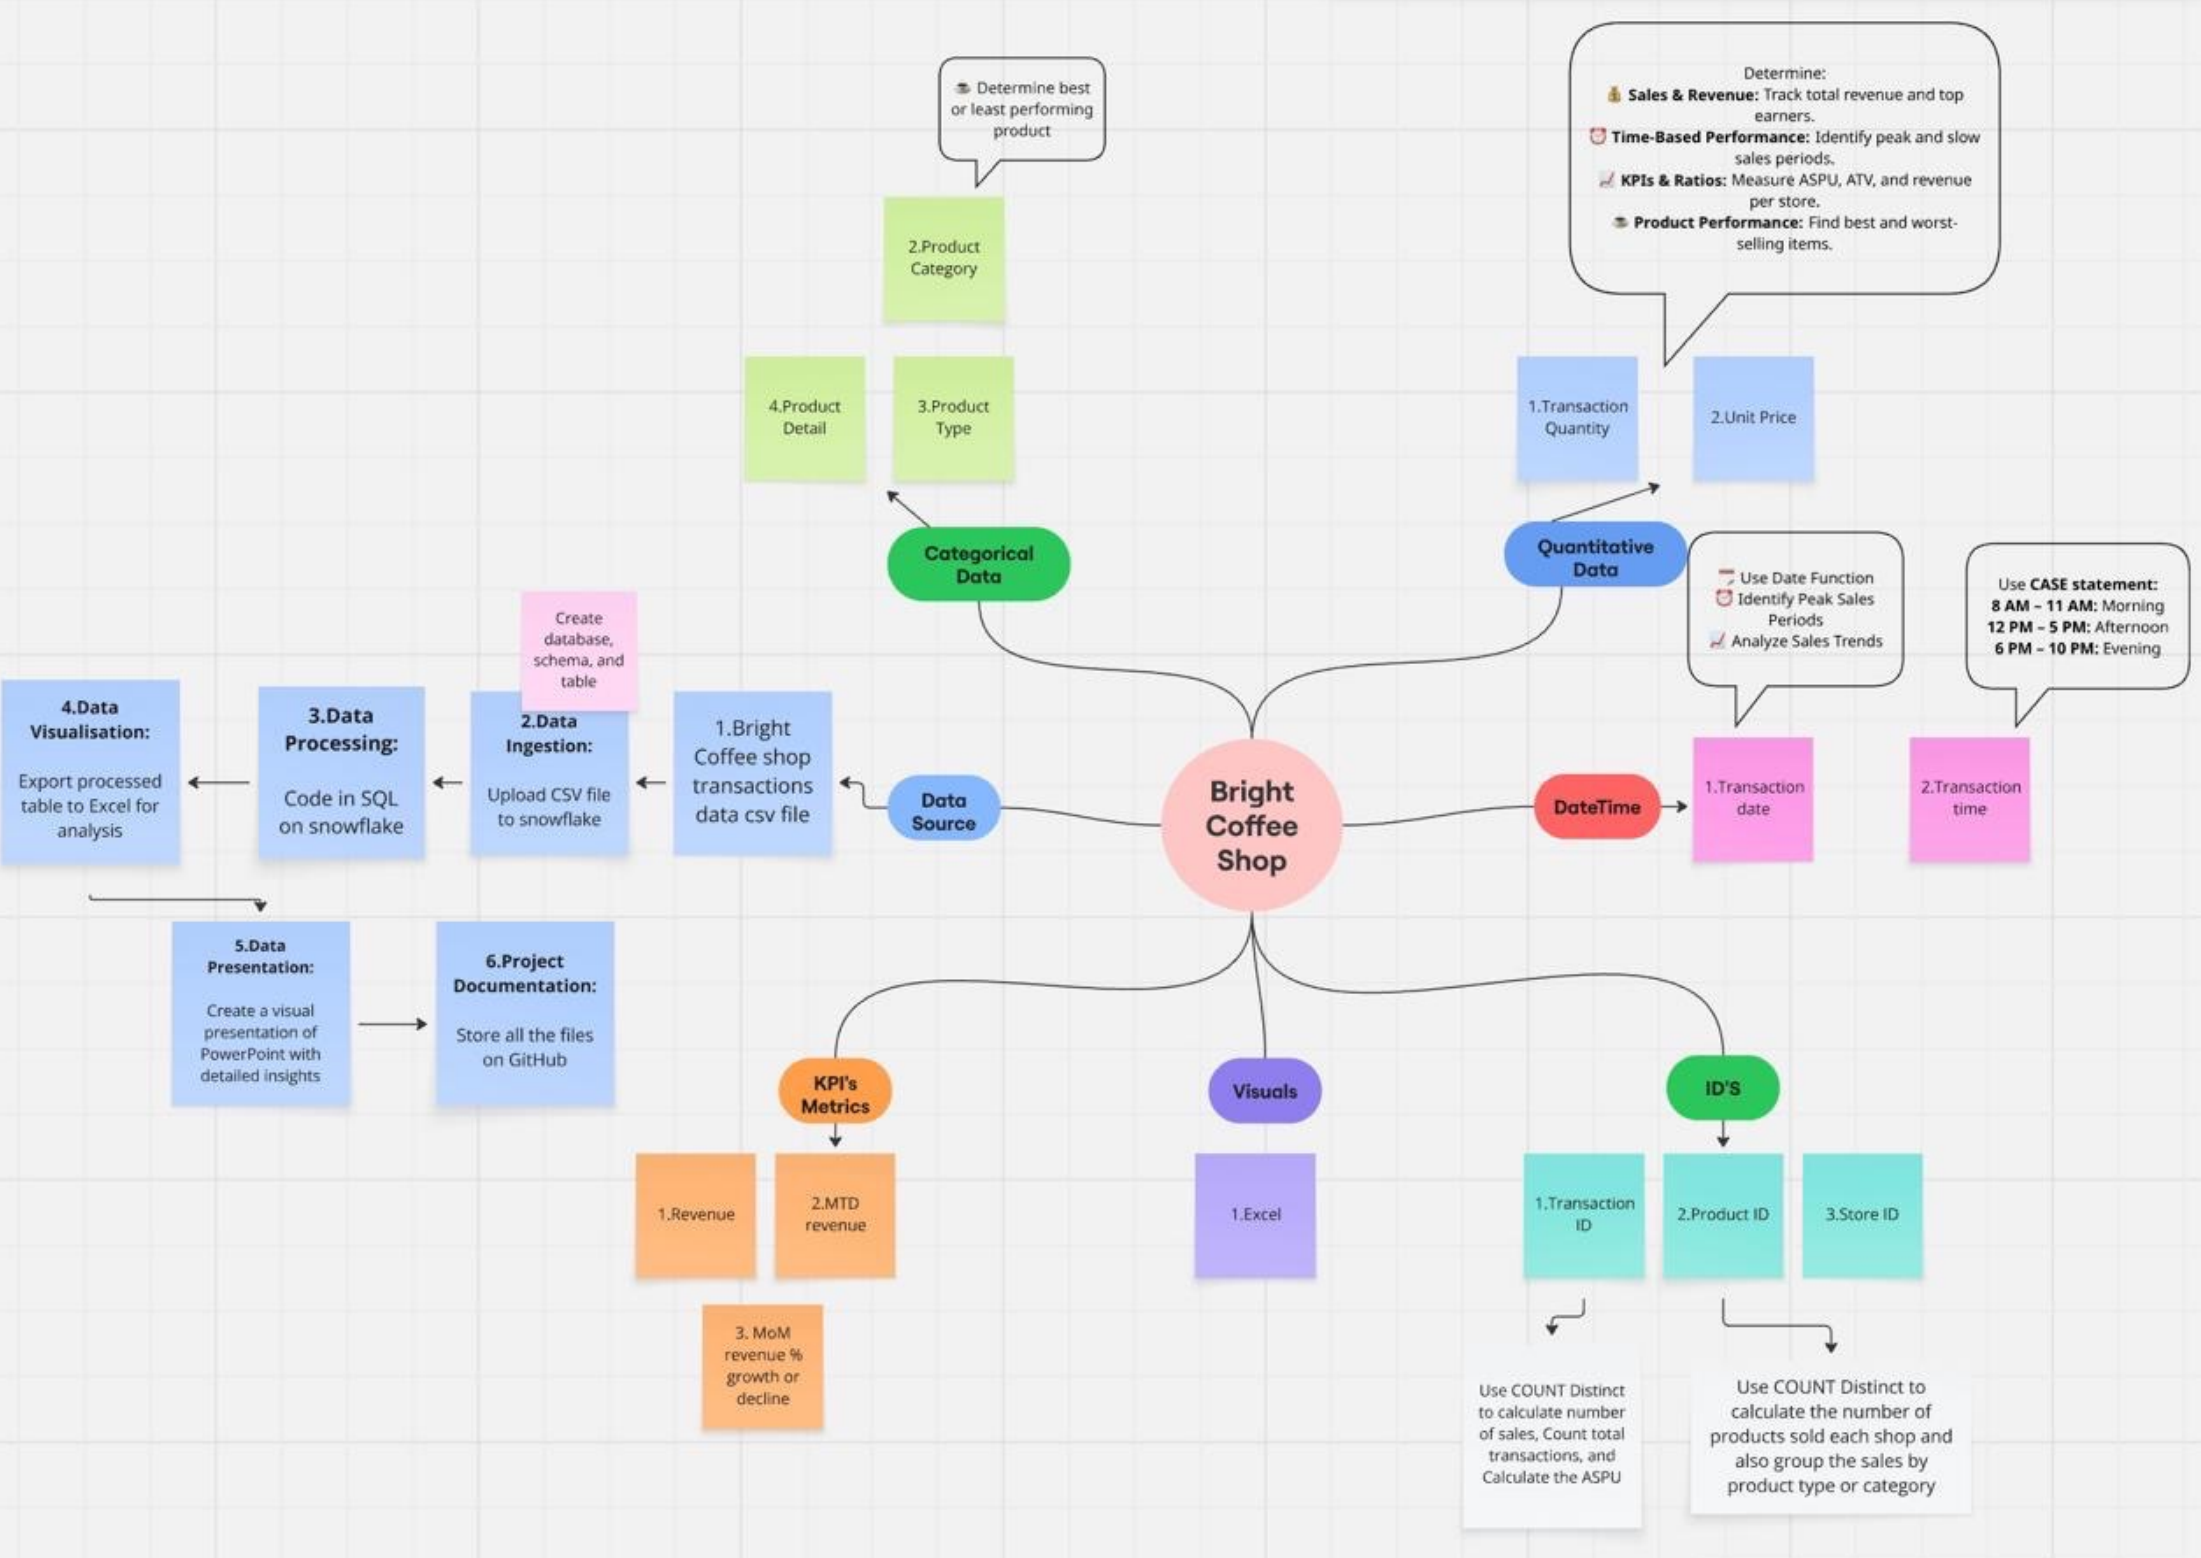 ☕ Determine best
or least performing
product
Determine:
💰 Sales & Revenue: Track total revenue and top
earners.
⏰ Time-Based Performance: Identify peak and slow
sales periods.
📈 KPIs & Ratios: Measure ASPU, ATV, and revenue
per store.
☕ Product Performance: Find best and worst-
selling items.
2.Product
Category
4.Product
Detail
3.Product
Type
1.Transaction
Quantity
2.Unit Price
Categorical
Data
Quantitative
Data
🗓️ Use Date Function
⏰ Identify Peak Sales
Periods
📈 Analyze Sales Trends
Use CASE statement:
8 AM – 11 AM: Morning
12 PM – 5 PM: Afternoon
6 PM – 10 PM: Evening
Create
database,
schema, and
table
4.Data
Visualisation:
Export processed
table to Excel for
analysis
3.Data
Processing:
Code in SQL
on snowflake
2.Data
Ingestion:
Upload CSV file
to snowflake
1.Bright
Coffee shop
transactions
data csv file
Data
Source
Bright
Coffee
Shop
DateTime
1.Transaction
date
2.Transaction
time
5.Data
Presentation:
Create a visual
presentation of
PowerPoint with
detailed insights
6.Project
Documentation:
Store all the files
on GitHub
KPI's
Metrics
Visuals
ID'S
1.Revenue
2.MTD
revenue
3. MoM
revenue %
growth or
decline
1.Excel
1.Transaction
ID
2.Product ID
3.Store ID
Use COUNT Distinct
to calculate number
of sales, Count total
transactions, and
Calculate the ASPU
Use COUNT Distinct to
calculate the number of
products sold each shop and
also group the sales by
product type or category